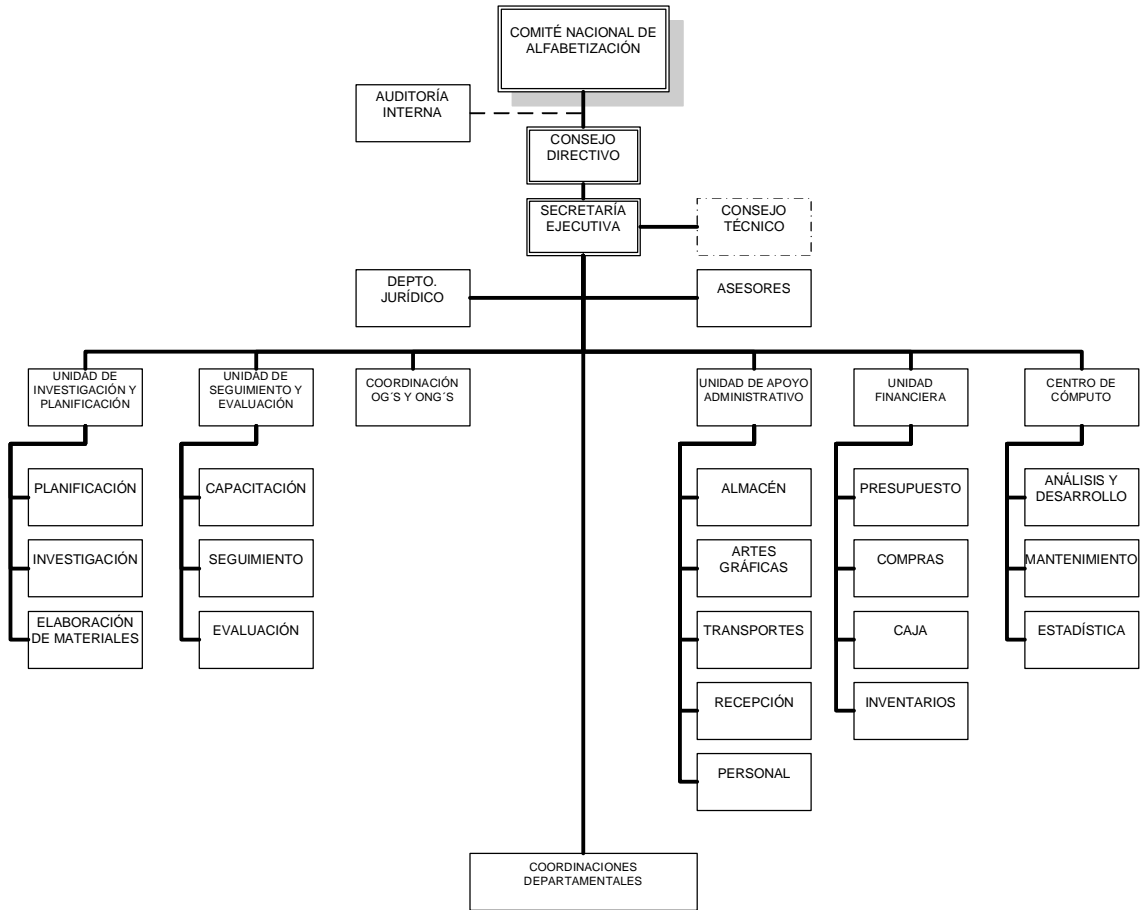 COMITÉ NACIONAL DE
ALFABETIZACIÓN
AUDITORÍA
INTERNA
CONSEJO
DIRECTIVO
SECRETARÍA
EJECUTIVA
CONSEJO
TÉCNICO
DEPTO.
JURÍDICO
ASESORES
UNIDAD DE
INVESTIGACIÓN Y
PLANIFICACIÓN
UNIDAD DE
SEGUIMIENTO Y
EVALUACIÓN
COORDINACIÓN
OG´S Y ONG´S
UNIDAD DE APOYO
ADMINISTRATIVO
UNIDAD
FINANCIERA
CENTRO DE
CÓMPUTO
PLANIFICACIÓN
INVESTIGACIÓN
ELABORACIÓN
DE MATERIALES
CAPACITACIÓN
SEGUIMIENTO
EVALUACIÓN
ALMACÉN
ARTES
GRÁFICAS
TRANSPORTES
RECEPCIÓN
PERSONAL
PRESUPUESTO
COMPRAS
CAJA
INVENTARIOS
ANÁLISIS Y
DESARROLLO
MANTENIMIENTO
ESTADÍSTICA
COORDINACIONES
DEPARTAMENTALES